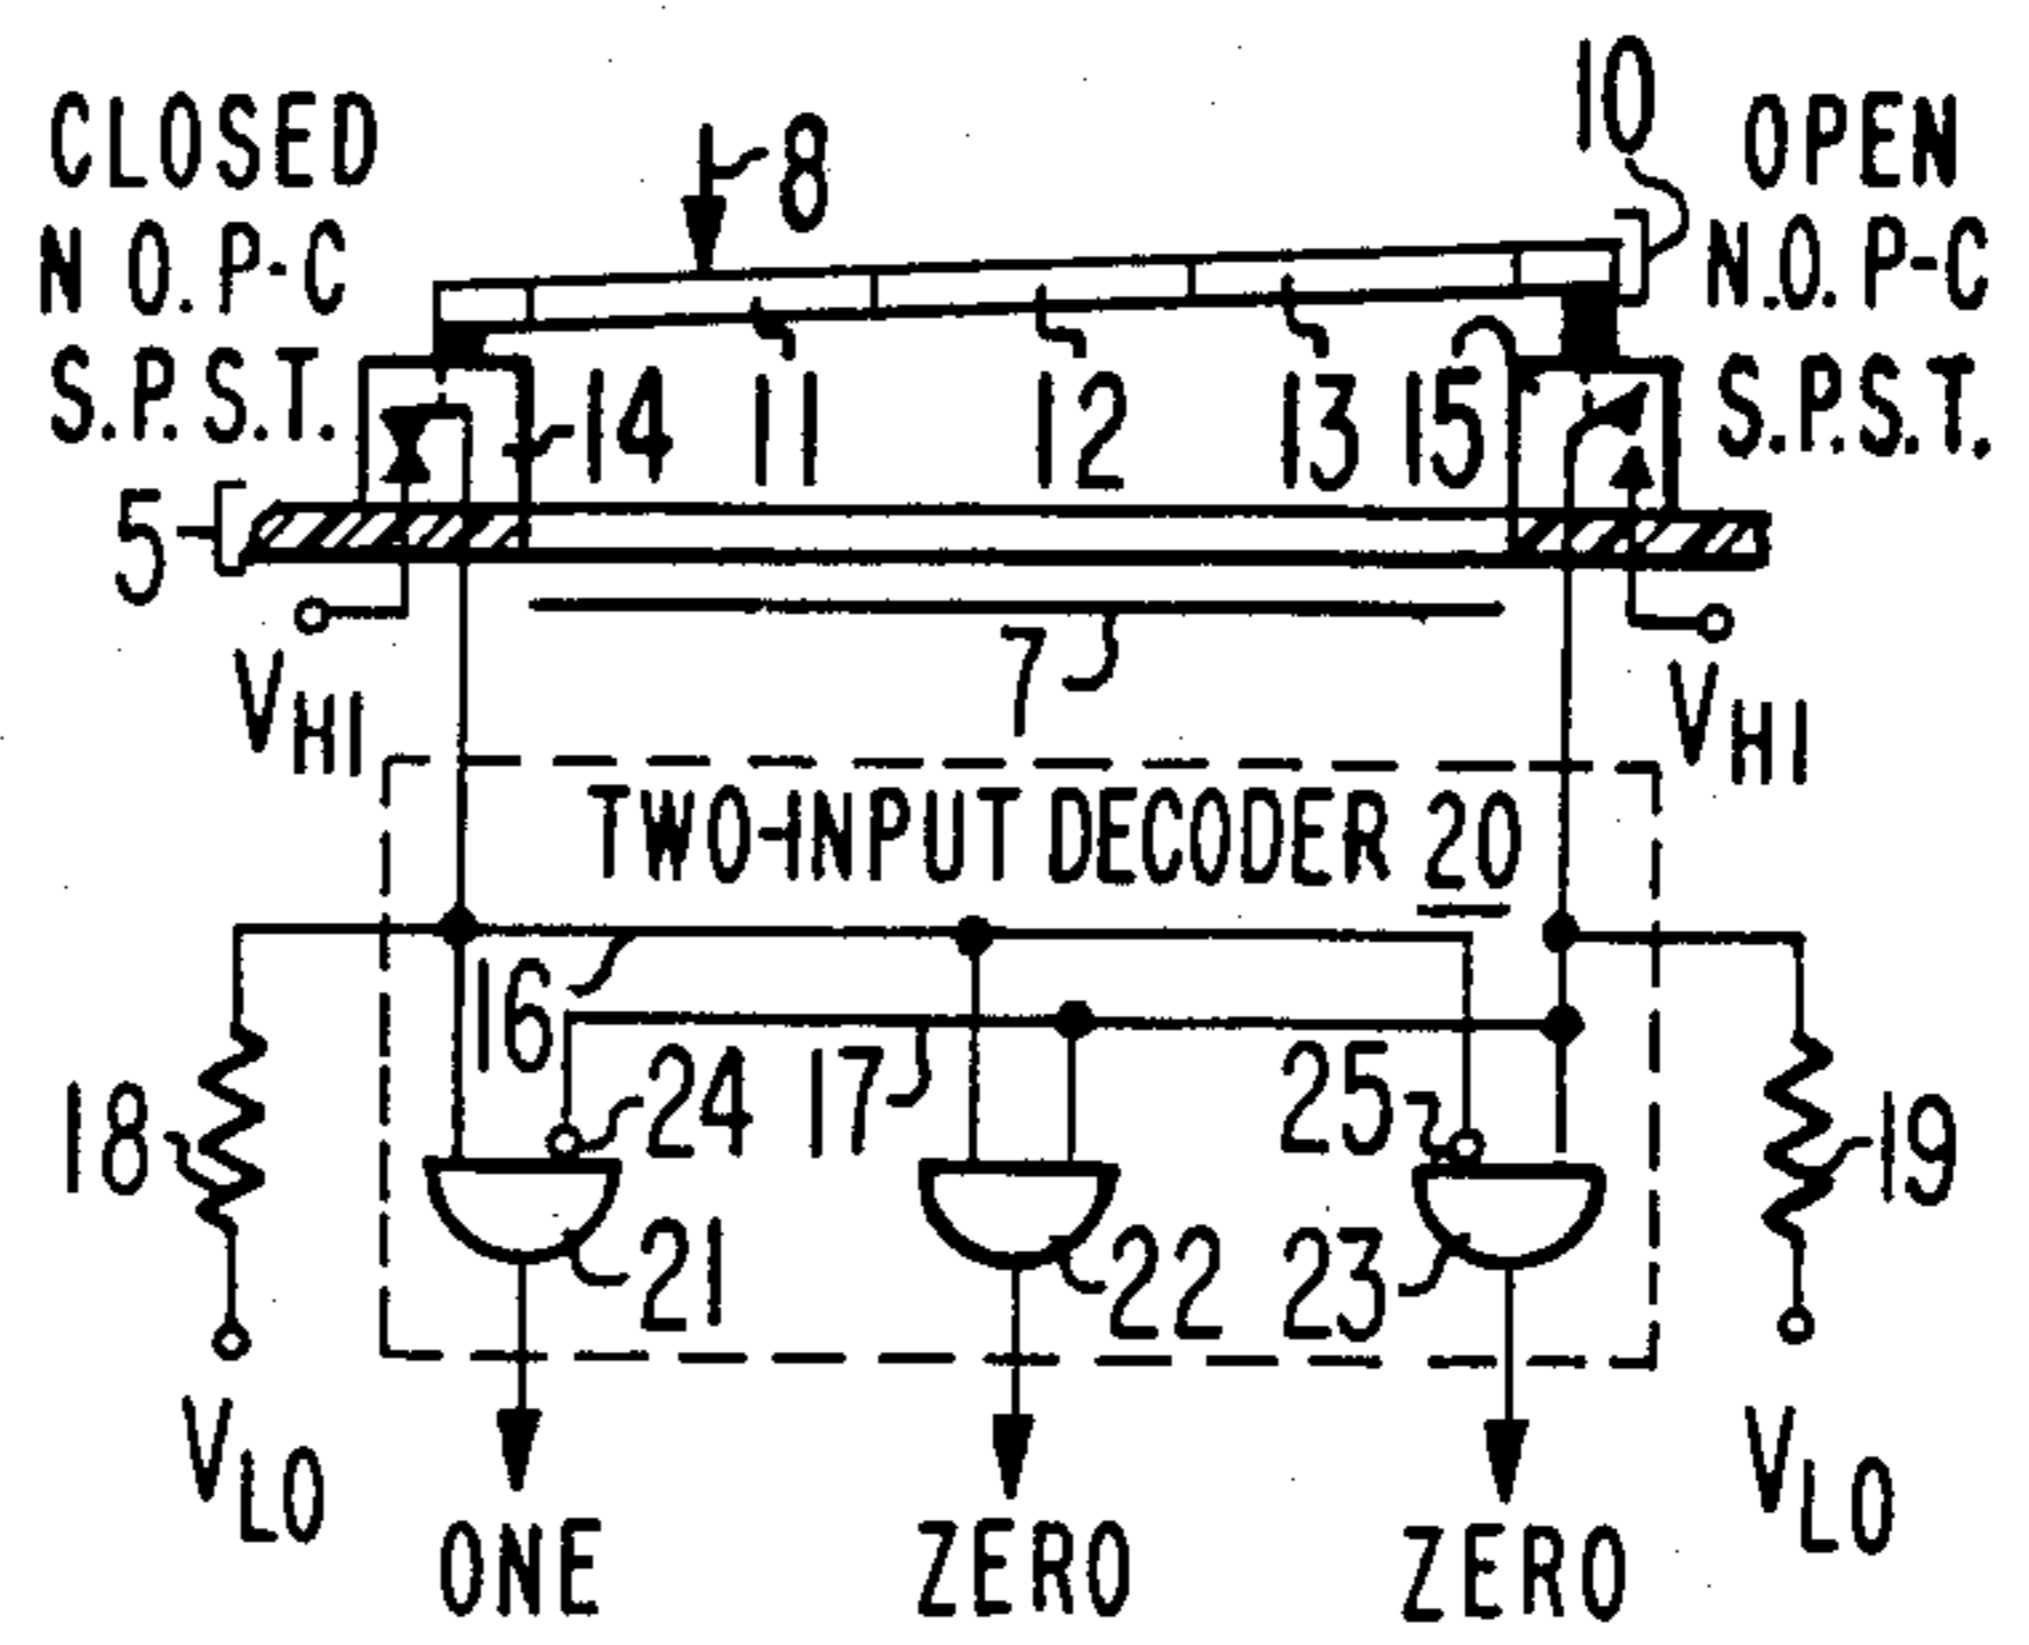 CLOSED
N O. P-C
S.P.S.T.
8
10
OPEN
N.O. P-C
S.P.S.T.
14
11
12
13
15
5
7
VHI
VHI
TWO-INPUT DECODER 20
16
24
17
25
18
19
21
22
23
VLO
VLO
ONE
ZERO
ZERO